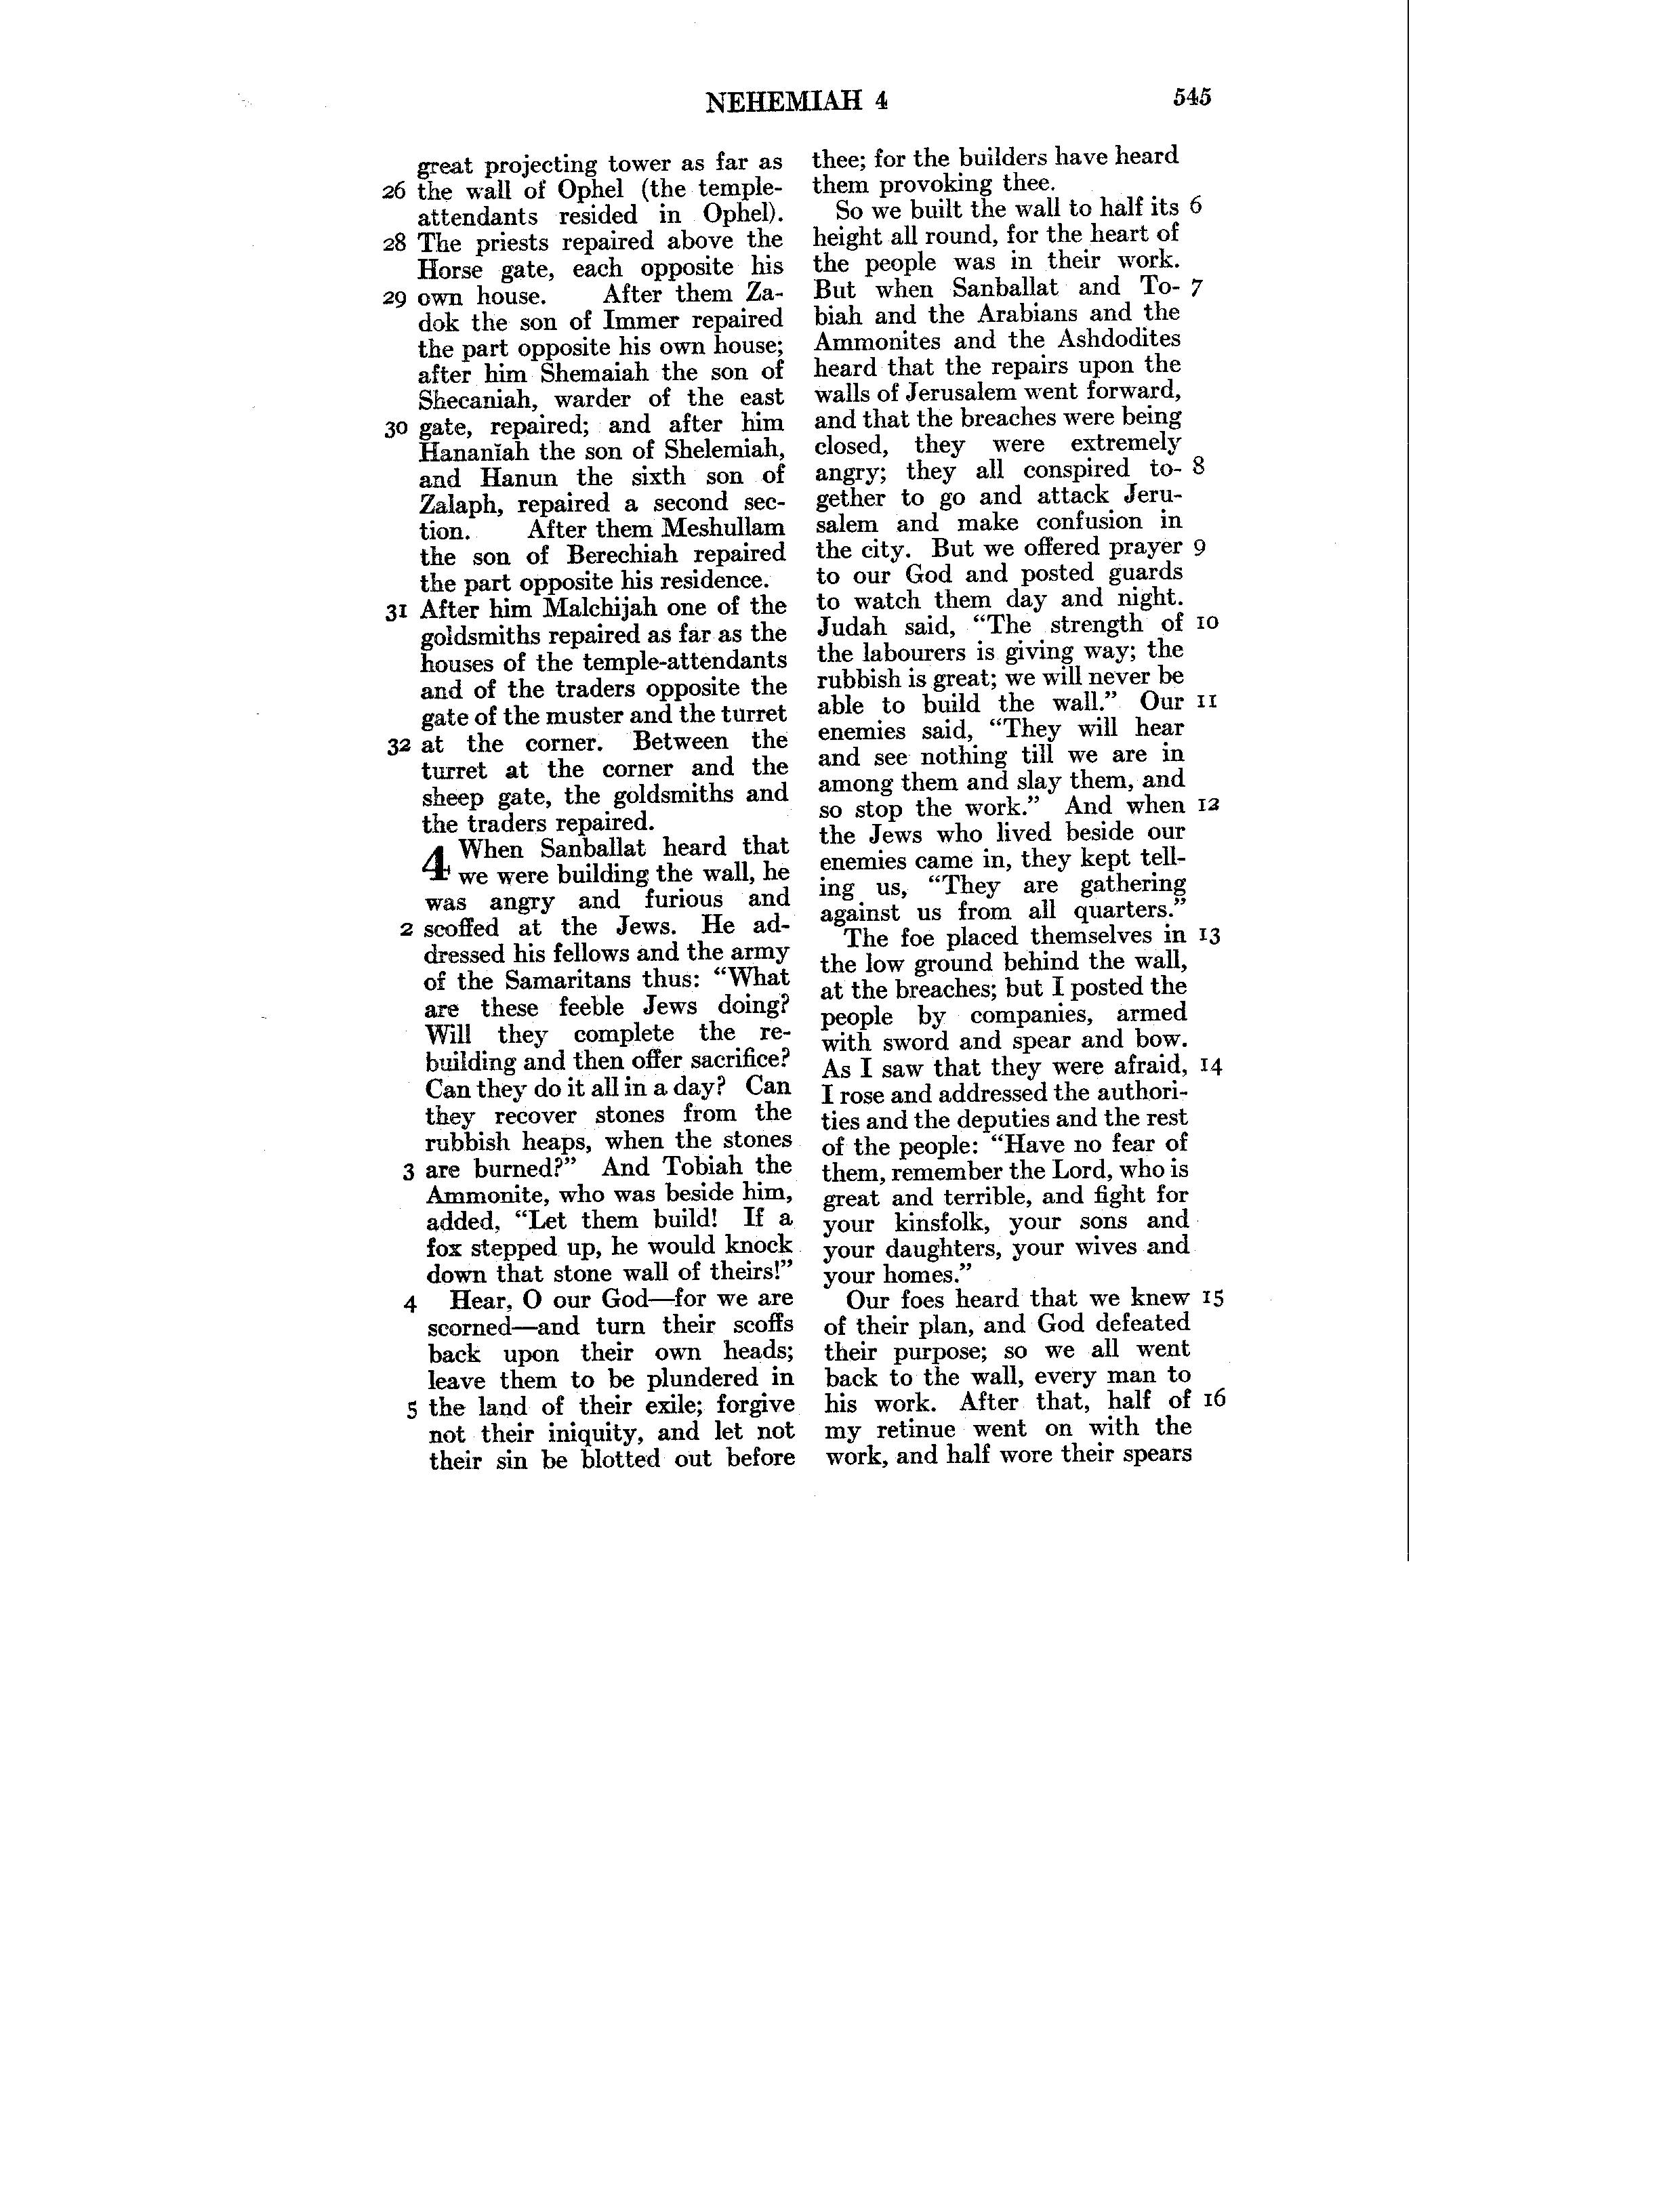 NEHEMIAH 4
545
great projecting tower as far as
26 the wall of Ophel (the temple-
attendants resided in Ophel).
28 The priests repaired above the
Horse gate, each opposite his
29 own house. After them Za-
dok the son of Immer repaired
the part opposite his own house;
after him Shemaiah the son of
Shecaniah, warder of the east
30 gate, repaired; and after him
Hananiah the son of Shelemiah,
and Hanun the sixth son of
Zalaph, repaired a second sec-
tion. After them Meshullam
the son of Berechiah repaired
the part opposite his residence.
31 After him Malchijah one of the
goldsmiths repaired as far as the
houses of the temple-attendants
and of the traders opposite the
gate of the muster and the turret
32 at the corner. Between the
turret at the corner and the
sheep gate, the goldsmiths and
the traders repaired.
4 When Sanballat heard that
we were building the wall, he
was angry and furious and
2 scoffed at the Jews. He ad-
dressed his fellows and the army
of the Samaritans thus: “What
are these feeble Jews doing?
Will they complete the re-
building and then offer sacrifice?
Can they do it all in a day? Can
they recover stones from the
rubbish heaps, when the stones
3 are burned?” And Tobiah the
Ammonite, who was beside him,
added, “Let them build! If a
fox stepped up, he would knock
down that stone wall of theirs!”
4 Hear, O our God—for we are
scorned—and turn their scoffs
back upon their own heads;
leave them to be plundered in
5 the land of their exile; forgive
not their iniquity, and let not
their sin be blotted out before
thee; for the builders have heard
them provoking thee.
So we built the wall to half its 6
height all round, for the heart of
the people was in their work.
But when Sanballat and To- 7
biah and the Arabians and the
Ammonites and the Ashdodites
heard that the repairs upon the
walls of Jerusalem went forward,
and that the breaches were being
closed, they were extremely
angry; they all conspired to- 8
gether to go and attack Jeru-
salem and make confusion in
the city. But we offered prayer 9
to our God and posted guards
to watch them day and night.
Judah said, “The strength of 10
the labourers is giving way; the
rubbish is great; we will never be
able to build the wall.” Our 11
enemies said, “They will hear
and see nothing till we are in
among them and slay them, and
so stop the work.” And when 12
the Jews who lived beside our
enemies came in, they kept tell-
ing us, “They are gathering
against us from all quarters.”
The foe placed themselves in 13
the low ground behind the wall,
at the breaches; but I posted the
people by companies, armed
with sword and spear and bow.
As I saw that they were afraid, 14
I rose and addressed the authori-
ties and the deputies and the rest
of the people: “Have no fear of
them, remember the Lord, who is
great and terrible, and fight for
your kinsfolk, your sons and
your daughters, your wives and
your homes.”
Our foes heard that we knew 15
of their plan, and God defeated
their purpose; so we all went
back to the wall, every man to
his work. After that, half of 16
my retinue went on with the
work, and half wore their spears